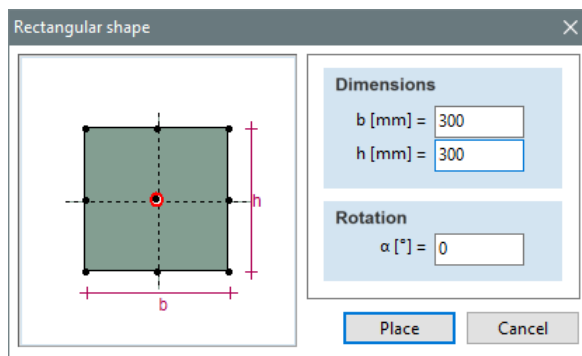 Rectangular shape
h
b
Dimensions
b [mm] = 300
h [mm] = 300
Rotation
α [°] = 0
Place Cancel